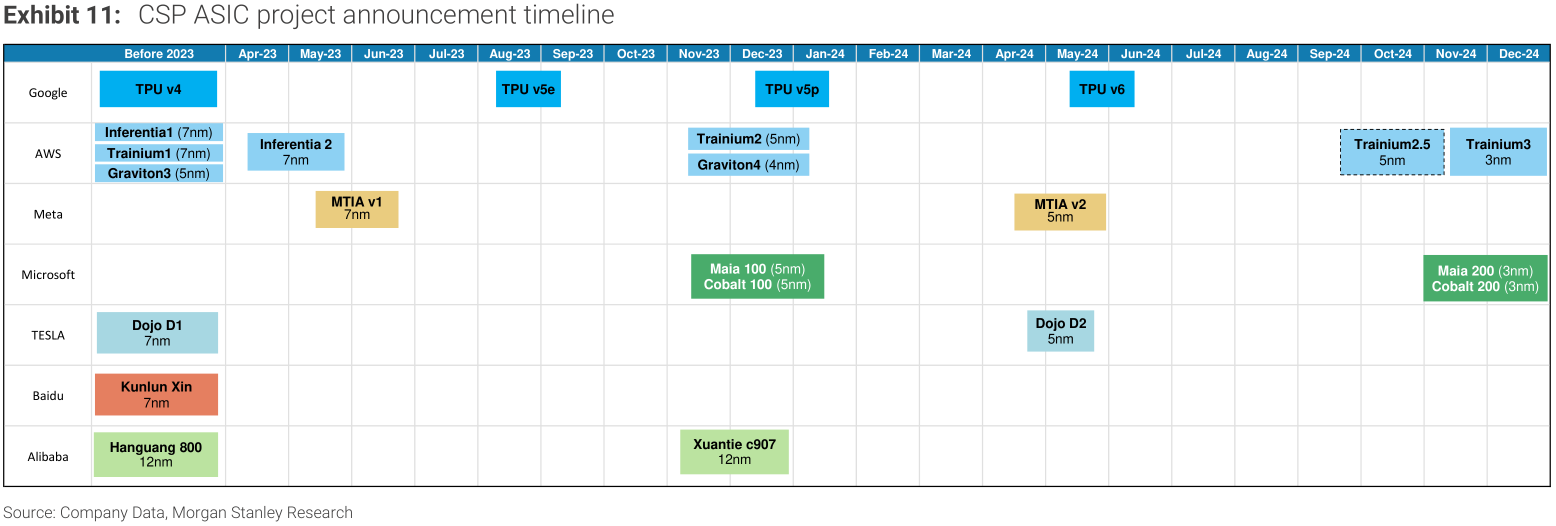 Exhibit 11: CSP ASIC project announcement timeline
Before 2023 Apr-23 May-23 Jun-23 Jul-23 Aug-23 Sep-23 Oct-23 Nov-23 Dec-23 Jan-24 Feb-24 Mar-24 Apr-24 May-24 Jun-24 Jul-24 Aug-24 Sep-24 Oct-24 Nov-24 Dec-24
Google
TPU v4
TPU v5e
TPU v5p
TPU v6
AWS
Inferentia1 (7nm)
Trainium1 (7nm)
Graviton3 (5nm)
Inferentia 2
7nm
Trainium2 (5nm)
Graviton4 (4nm)
Trainium2.5
5nm
Trainium3
3nm
Meta
MTIA v1
7nm
MTIA v2
5nm
Microsoft
Maia 100 (5nm)
Cobalt 100 (5nm)
Maia 200 (3nm)
Cobalt 200 (3nm)
TESLA
Dojo D1
7nm
Dojo D2
5nm
Baidu
Kunlun Xin
7nm
Alibaba
Hanguang 800
12nm
Xuantie c907
12nm
Source: Company Data, Morgan Stanley Research